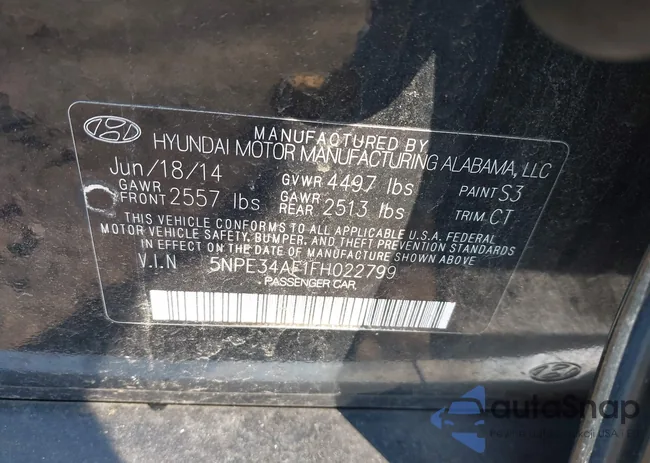 MANUFACTURED BY
HYUNDAI MOTOR MANUFACTURING ALABAMA, LLC
Jun/18/14 GVWR 4497 lbs PAINT S3
GAWR FRONT 2557 lbs GAWR REAR 2513 lbs TRIM CT
THIS VEHICLE CONFORMS TO ALL APPLICABLE U.S.A. FEDERAL
MOTOR VEHICLE SAFETY, BUMPER, AND THEFT PREVENTION STANDARDS
IN EFFECT ON THE DATE OF MANUFACTURE SHOWN ABOVE.
V.I.N 5NPE34AF1FH022799
PASSENGER CAR
autoSnap